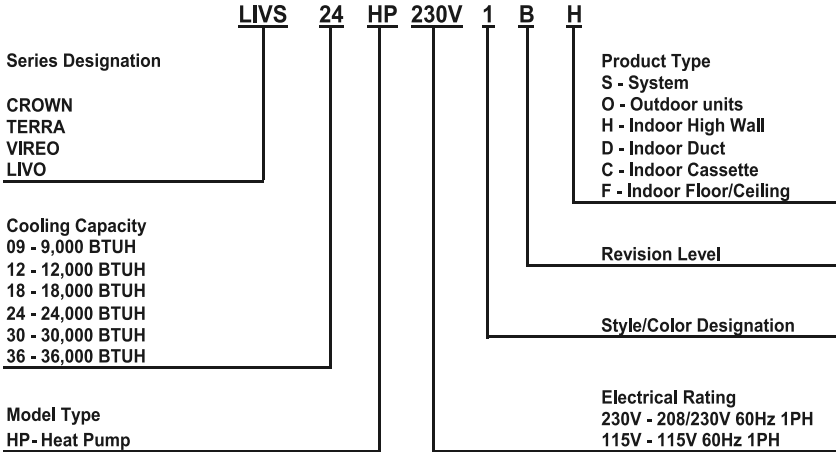 LIVS 24 HP 230V 1 B H
Series Designation
CROWN
TERRA
VIREO
LIVO
Cooling Capacity
09 - 9,000 BTUH
12 - 12,000 BTUH
18 - 18,000 BTUH
24 - 24,000 BTUH
30 - 30,000 BTUH
36 - 36,000 BTUH
Model Type
HP - Heat Pump
Product Type
S - System
O - Outdoor units
H - Indoor High Wall
D - Indoor Duct
C - Indoor Cassette
F - Indoor Floor/Ceiling
Revision Level
Style/Color Designation
Electrical Rating
230V - 208/230V 60Hz 1PH
115V - 115V 60Hz 1PH